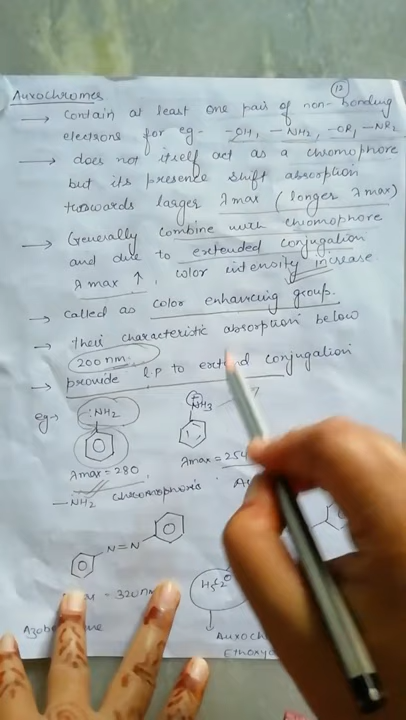 12
Auxochromes
→ Contain at least one pair of non-bonding
electrons for eg- -OH, -NH2, -OR, -NR2
→ does not itself act as a chromophore
but its presence shift absorption
towards larger λmax (longer λmax)
→ Generally combine with chromophore
and due to extended conjugation
λmax ↑, color intensity increase
→ Called as color enhancing group.
→ Their characteristic absorption below
200 nm.
→ provide l.p to extend conjugation
eg→ :NH2 NH3
λmax = 280 λmax = 254
-NH2 chromophoric
N=N
= 320 nm H5C2O
Auxoch
Ethoxy